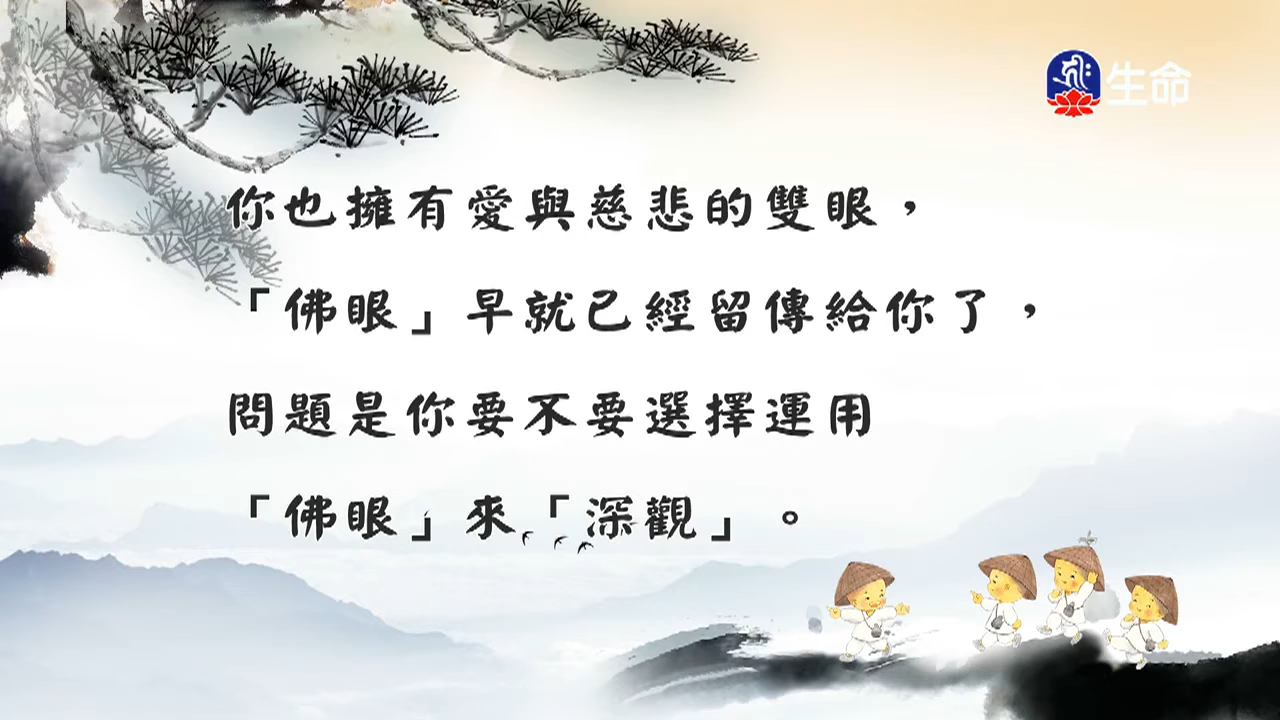 生命
你也擁有愛與慈悲的雙眼，
「佛眼」早就已經留傳給你了，
問題是你要不要選擇運用
「佛眼」來「深觀」。